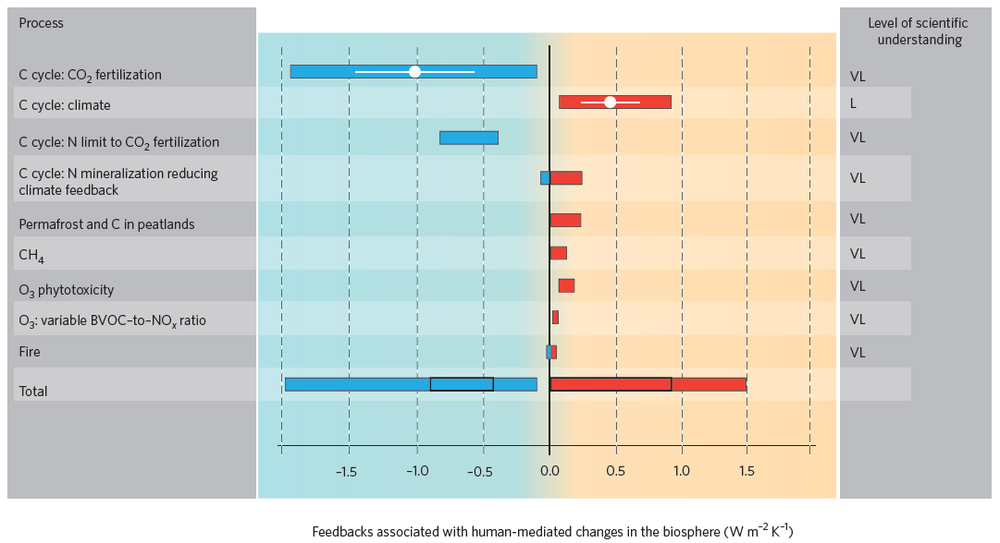 Process
Level of scientific
understanding
C cycle: CO₂ fertilization
VL
C cycle: climate
L
C cycle: N limit to CO₂ fertilization
VL
C cycle: N mineralization reducing
climate feedback
VL
Permafrost and C in peatlands
VL
CH₄
VL
O₃ phytotoxicity
VL
O₃: variable BVOC–to–NOₓ ratio
VL
Fire
VL
Total
–1.5 –1.0 –0.5 0.0 0.5 1.0 1.5
Feedbacks associated with human-mediated changes in the biosphere (W m⁻² K⁻¹)